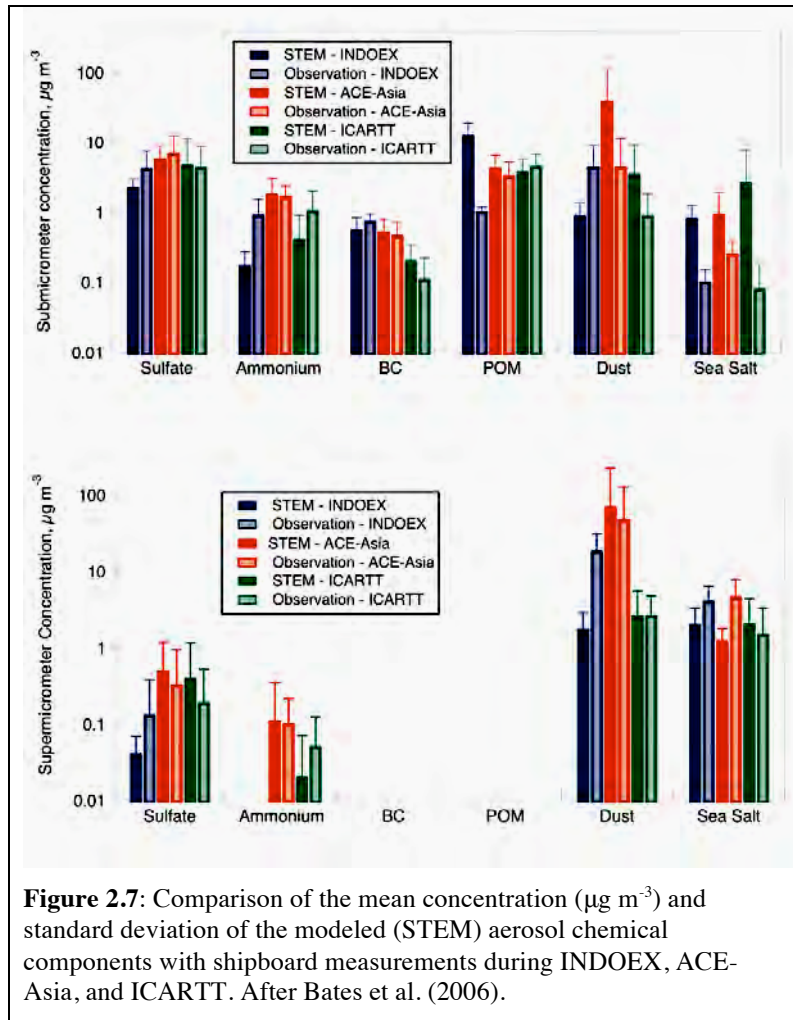 Submicrometer concentration, µg m-3
100
10
1
0.1
0.01
STEM - INDOEX
Observation - INDOEX
STEM - ACE-Asia
Observation - ACE-Asia
STEM - ICARTT
Observation - ICARTT
Sulfate Ammonium BC POM Dust Sea Salt
Supermicrometer Concentration, µg m-3
100
10
1
0.1
0.01
STEM - INDOEX
Observation - INDOEX
STEM - ACE-Asia
Observation - ACE-Asia
STEM - ICARTT
Observation - ICARTT
Sulfate Ammonium BC POM Dust Sea Salt
Figure 2.7: Comparison of the mean concentration (µg m-3) and
standard deviation of the modeled (STEM) aerosol chemical
components with shipboard measurements during INDOEX, ACE-
Asia, and ICARTT. After Bates et al. (2006).